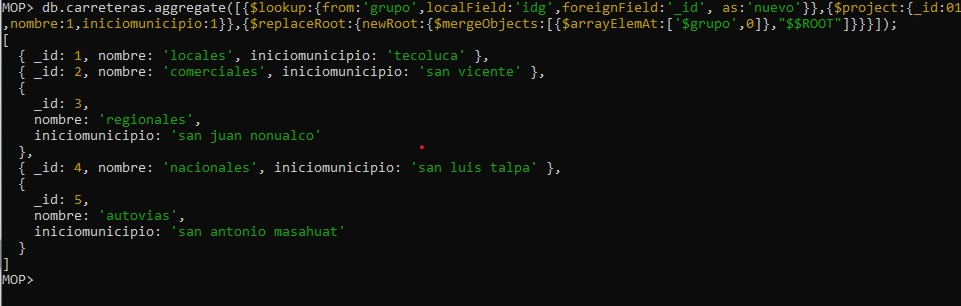 MOP> db.carreteras.aggregate([{$lookup:{from:'grupo',localField:'idg',foreignField:'_id', as:'nuevo'}},{$project:{_id:01
,nombre:1,iniciomunicipio:1}},{$replaceRoot:{newRoot:{$mergeObjects:[{$arrayElemAt:['$grupo',0]},"$$ROOT"]}}}]);
[
  { _id: 1, nombre: 'locales', iniciomunicipio: 'tecoluca' },
  { _id: 2, nombre: 'comerciales', iniciomunicipio: 'san vicente' },
  {
    _id: 3,
    nombre: 'regionales',
    iniciomunicipio: 'san juan nonualco'
  },
  { _id: 4, nombre: 'nacionales', iniciomunicipio: 'san luis talpa' },
  {
    _id: 5,
    nombre: 'autovias',
    iniciomunicipio: 'san antonio masahuat'
  }
]
MOP>